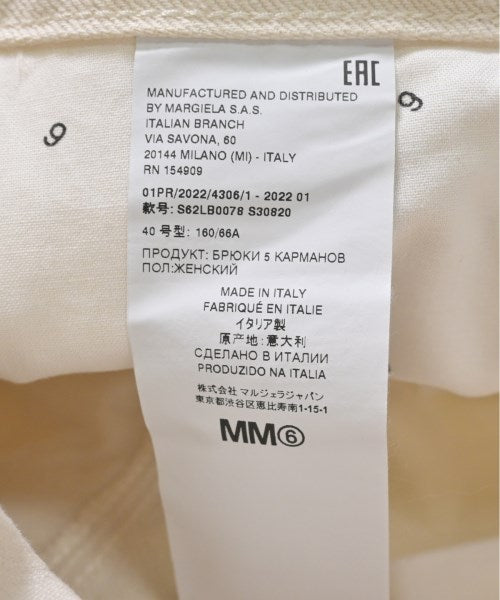 EAC
MANUFACTURED AND DISTRIBUTED
BY MARGIELA S.A.S.
ITALIAN BRANCH
VIA SAVONA, 60
20144 MILANO (MI) - ITALY
RN 154909
01PR/2022/4306/1 - 2022 01
款号: S62LB0078 S30820
40 号型: 160/66A
ПРОДУКТ: БРЮКИ 5 КАРМАНОВ
ПОЛ:ЖЕНСКИЙ
MADE IN ITALY
FABRIQUÉ EN ITALIE
イタリア製
原产地:意大利
СДЕЛАНО В ИТАЛИИ
PRODUZIDO NA ITALIA
株式会社 マルジェラジャパン
東京都渋谷区恵比寿南1-15-1
MM⑥
6
6